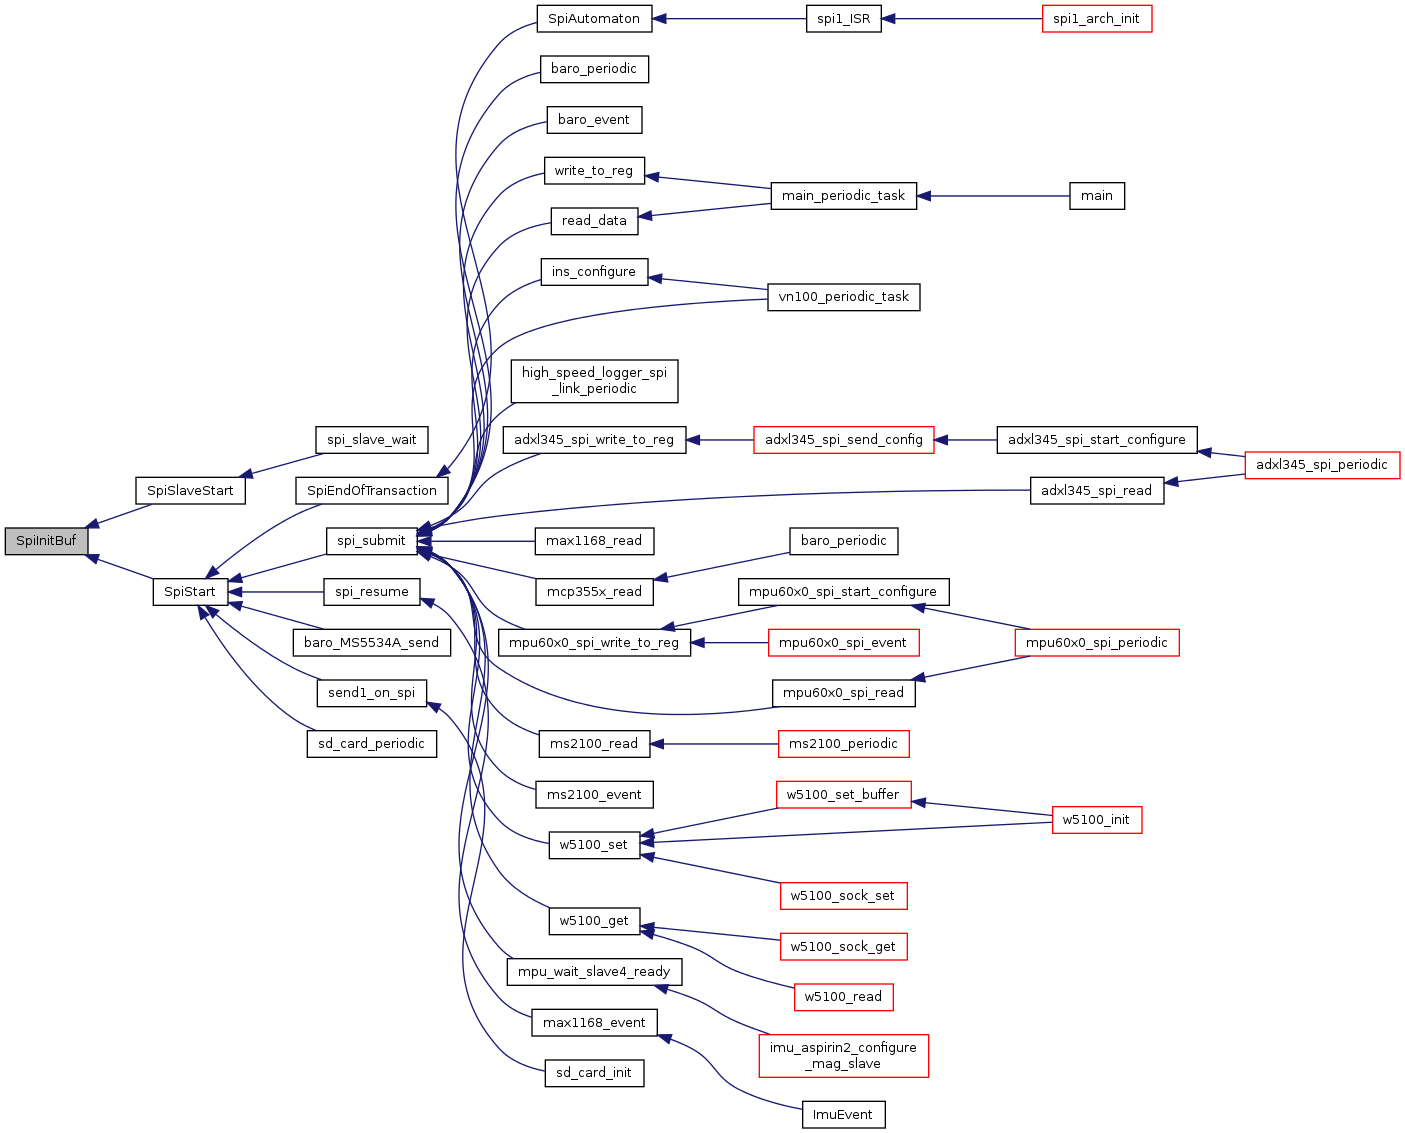 SpiAutomaton
spi1_ISR
spi1_arch_init
baro_periodic
baro_event
write_to_reg
main_periodic_task
main
read_data
ins_configure
vn100_periodic_task
high_speed_logger_spi
_link_periodic
spi_slave_wait
adxl345_spi_write_to_reg
adxl345_spi_send_config
adxl345_spi_start_configure
adxl345_spi_periodic
SpiSlaveStart
SpiEndOfTransaction
adxl345_spi_read
SpiInitBuf
spi_submit
max1168_read
baro_periodic
SpiStart
spi_resume
mcp355x_read
mpu60x0_spi_start_configure
baro_MS5534A_send
mpu60x0_spi_write_to_reg
mpu60x0_spi_event
mpu60x0_spi_periodic
send1_on_spi
mpu60x0_spi_read
sd_card_periodic
ms2100_read
ms2100_periodic
ms2100_event
w5100_set_buffer
w5100_init
w5100_set
w5100_sock_set
w5100_get
w5100_sock_get
mpu_wait_slave4_ready
w5100_read
max1168_event
imu_aspirin2_configure
_mag_slave
sd_card_init
ImuEvent